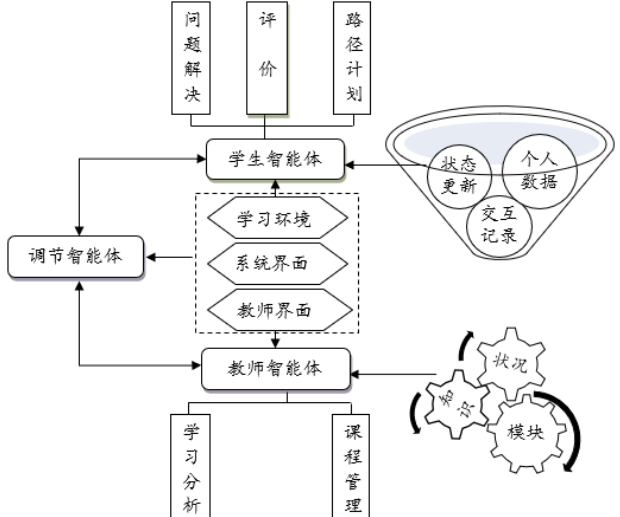 问题解决
评价
路径计划
学生智能体
状态
更新
个人
数据
交互
记录
学习环境
系统界面
教师界面
调节智能体
教师智能体
状况
知识
模块
学习分析
课程管理